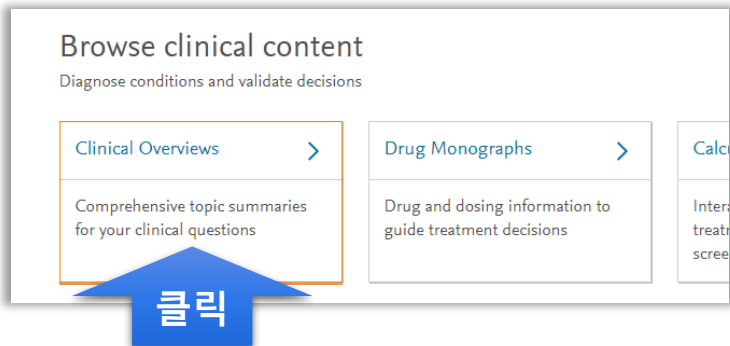 Browse clinical content
Diagnose conditions and validate decisions
Clinical Overviews
Comprehensive topic summaries
for your clinical questions
Drug Monographs
Drug and dosing information to
guide treatment decisions
클릭